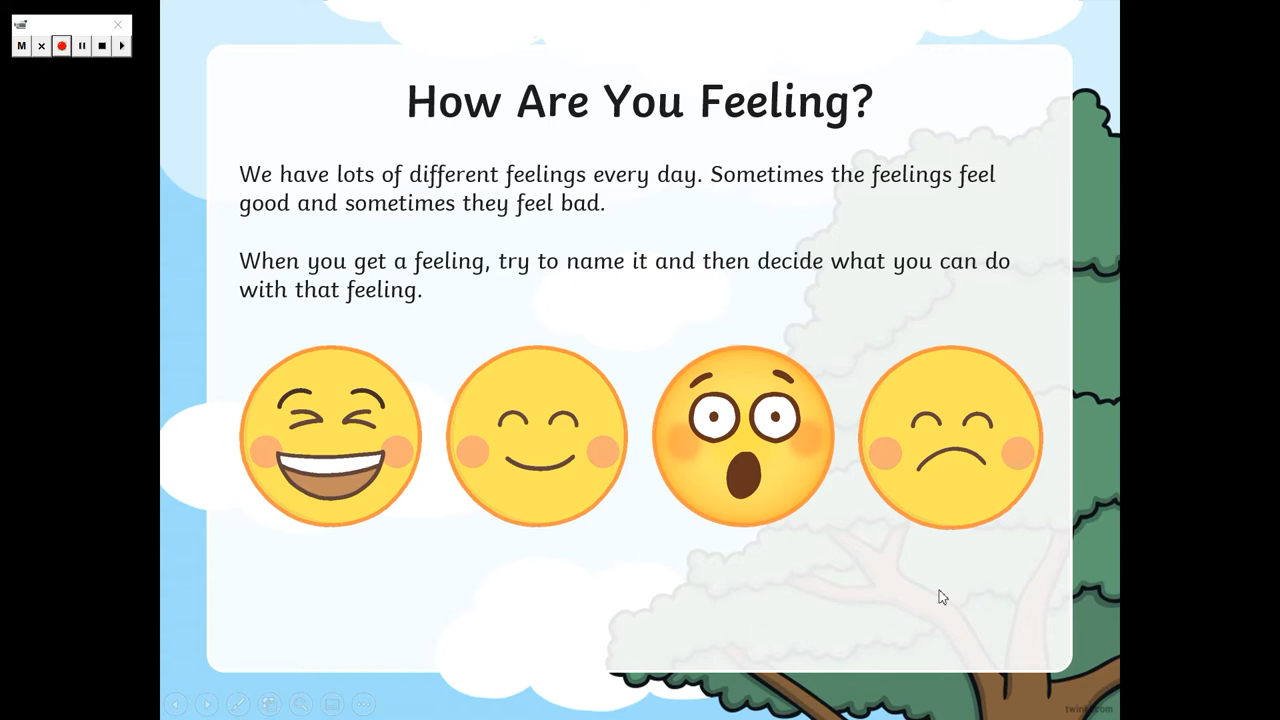 M
How Are You Feeling?
We have lots of different feelings every day. Sometimes the feelings feel
good and sometimes they feel bad.
When you get a feeling, try to name it and then decide what you can do
with that feeling.
twinkl.com